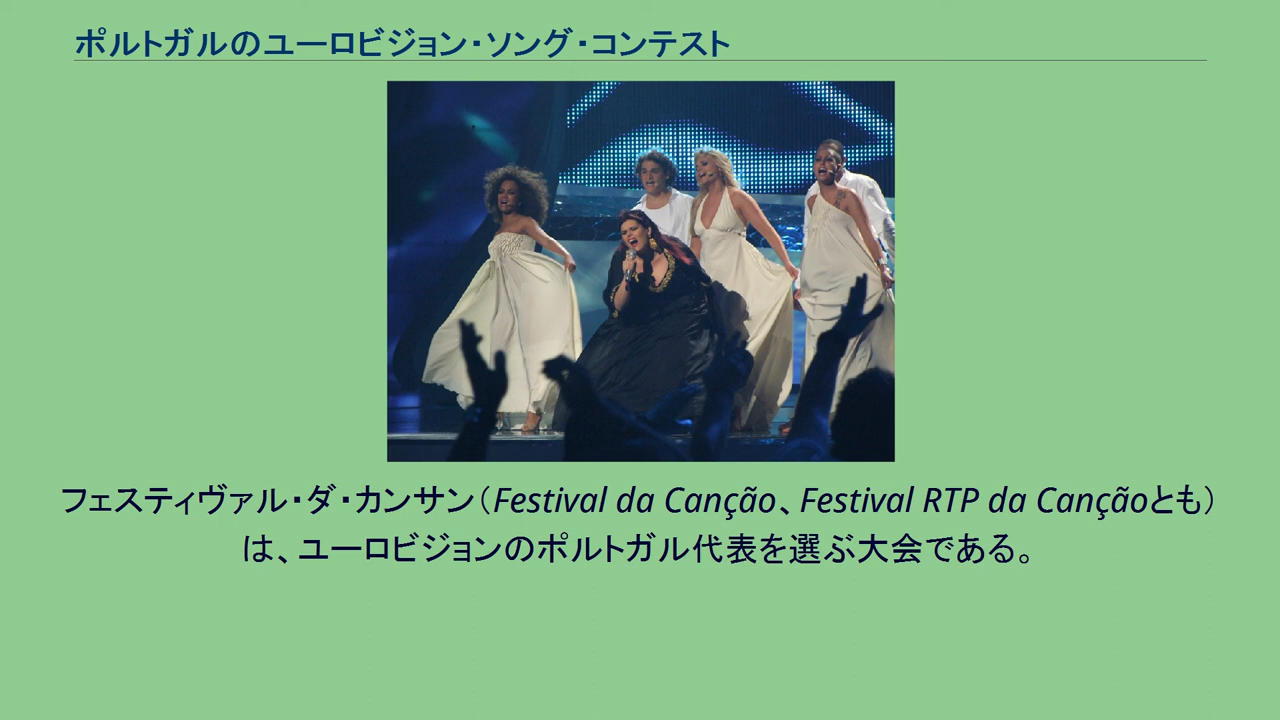 ポルトガルのユーロビジョン・ソング・コンテスト
フェスティヴァル・ダ・カンサン（Festival da Canção、Festival RTP da Cançãoとも）
は、ユーロビジョンのポルトガル代表を選ぶ大会である。